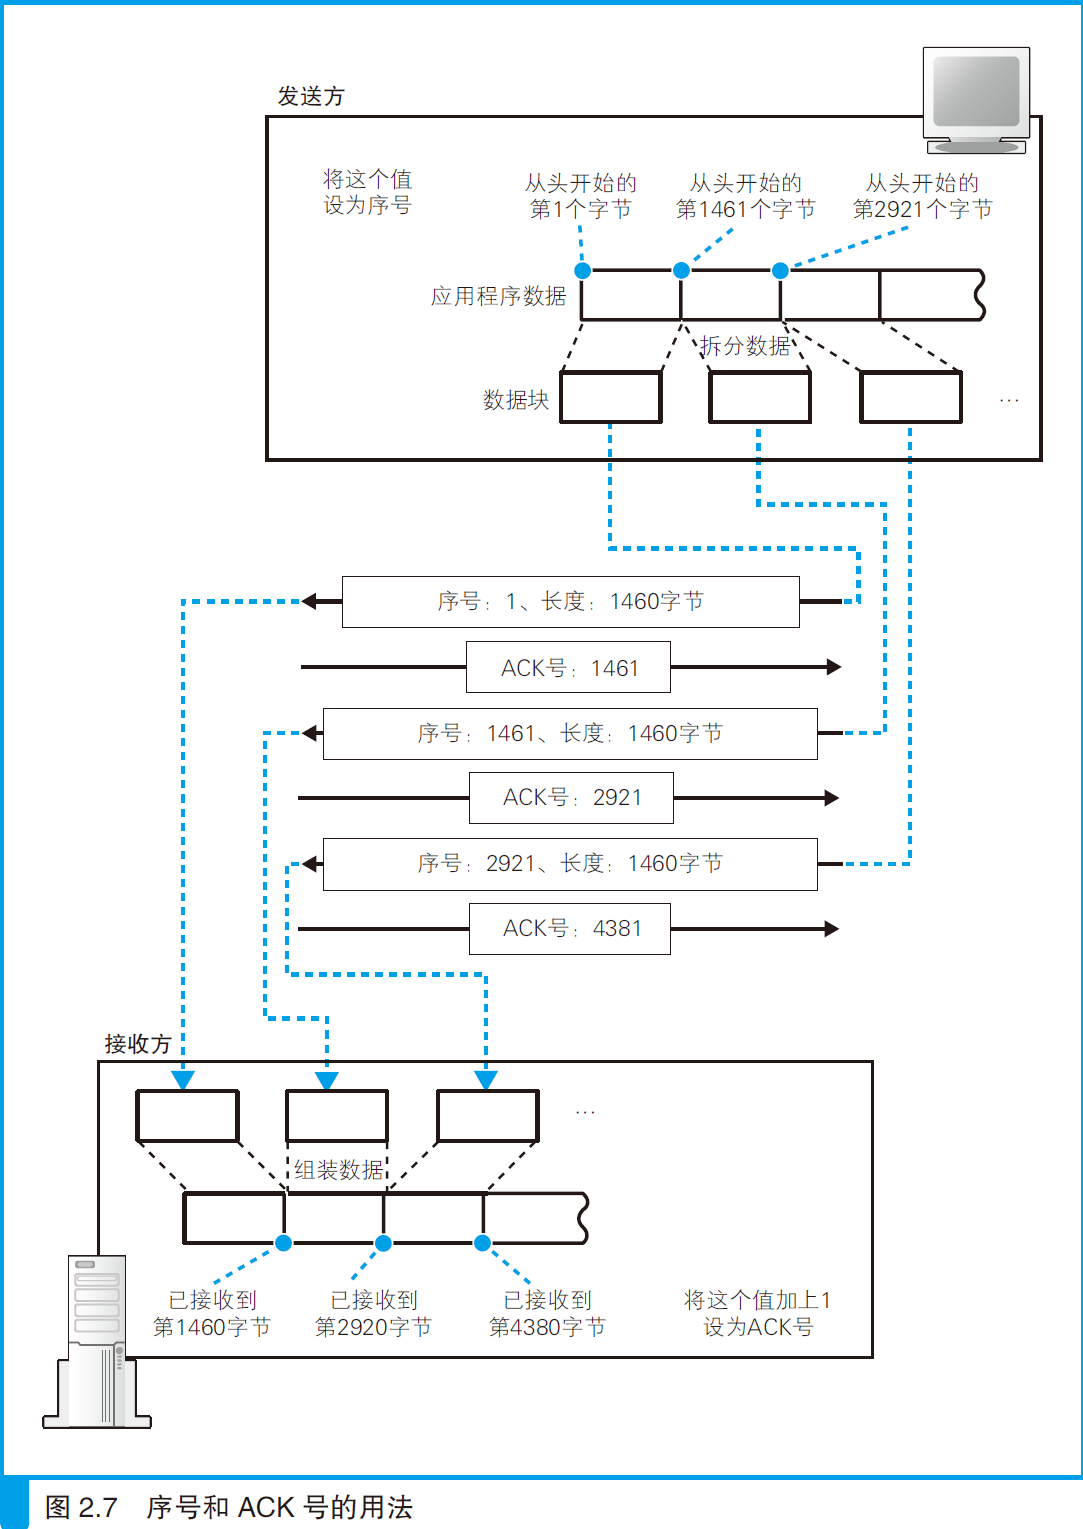 发送方
将这个值
设为序号
从头开始的
第1个字节
从头开始的
第1461个字节
从头开始的
第2921个字节
应用程序数据
拆分数据
数据块
…
序号：1、长度：1460字节
ACK号：1461
序号：1461、长度：1460字节
ACK号：2921
序号：2921、长度：1460字节
ACK号：4381
接收方
…
组装数据
已接收到
第1460字节
已接收到
第2920字节
已接收到
第4380字节
将这个值加上1
设为ACK号
图 2.7 序号和 ACK 号的用法